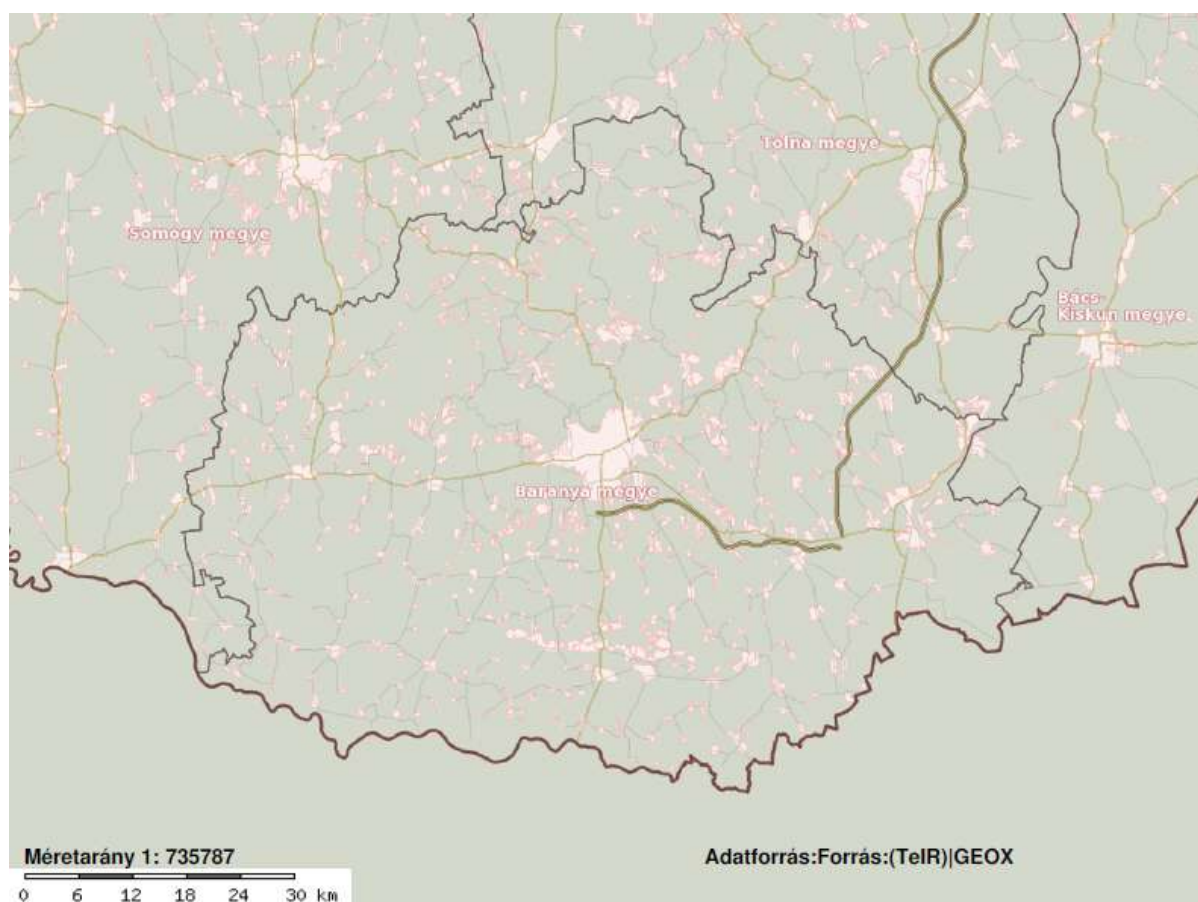 Tolna megye
Somogy megye
Bács-
Kiskun megye
Baranya megye
Méretarány 1: 735787
Adatforrás:Forrás:(TeIR)|GEOX
0 6 12 18 24 30 km